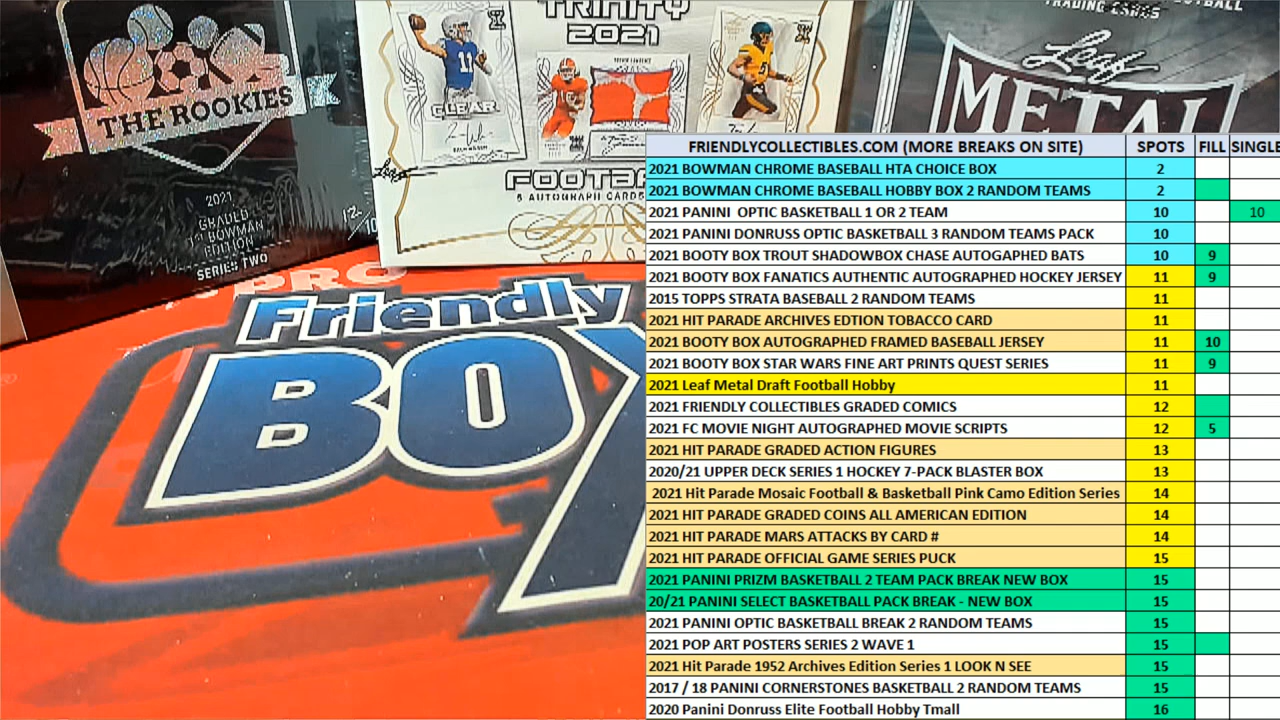 THE ROOKIES
2021
GRADED
1ST BOWMAN
EDITION
SERIES TWO
TRINITY
2021
CLEAR
FOOTBA
5 AUTOGRAPH CARDS
Leaf
TRADING CARDS
BALL
Leaf
METAL
PRO
Friendly
BOX
FRIENDLYCOLLECTIBLES.COM (MORE BREAKS ON SITE) SPOTS FILL SINGLE
2021 BOWMAN CHROME BASEBALL HTA CHOICE BOX 2
2021 BOWMAN CHROME BASEBALL HOBBY BOX 2 RANDOM TEAMS 2
2021 PANINI OPTIC BASKETBALL 1 OR 2 TEAM 10 10
2021 PANINI DONRUSS OPTIC BASKETBALL 3 RANDOM TEAMS PACK 10
2021 BOOTY BOX TROUT SHADOWBOX CHASE AUTOGAPHED BATS 10 9
2021 BOOTY BOX FANATICS AUTHENTIC AUTOGRAPHED HOCKEY JERSEY 11 9
2015 TOPPS STRATA BASEBALL 2 RANDOM TEAMS 11
2021 HIT PARADE ARCHIVES EDTION TOBACCO CARD 11
2021 BOOTY BOX AUTOGRAPHED FRAMED BASEBALL JERSEY 11 10
2021 BOOTY BOX STAR WARS FINE ART PRINTS QUEST SERIES 11 9
2021 Leaf Metal Draft Football Hobby 11
2021 FRIENDLY COLLECTIBLES GRADED COMICS 12
2021 FC MOVIE NIGHT AUTOGRAPHED MOVIE SCRIPTS 12 5
2021 HIT PARADE GRADED ACTION FIGURES 13
2020/21 UPPER DECK SERIES 1 HOCKEY 7-PACK BLASTER BOX 13
2021 Hit Parade Mosaic Football & Basketball Pink Camo Edition Series 14
2021 HIT PARADE GRADED COINS ALL AMERICAN EDITION 14
2021 HIT PARADE MARS ATTACKS BY CARD # 14
2021 HIT PARADE OFFICIAL GAME SERIES PUCK 15
2021 PANINI PRIZM BASKETBALL 2 TEAM PACK BREAK NEW BOX 15
20/21 PANINI SELECT BASKETBALL PACK BREAK - NEW BOX 15
2021 PANINI OPTIC BASKETBALL BREAK 2 RANDOM TEAMS 15
2021 POP ART POSTERS SERIES 2 WAVE 1 15
2021 Hit Parade 1952 Archives Edition Series 1 LOOK N SEE 15
2017 / 18 PANINI CORNERSTONES BASKETBALL 2 RANDOM TEAMS 15
2020 Panini Donruss Elite Football Hobby Tmall 16